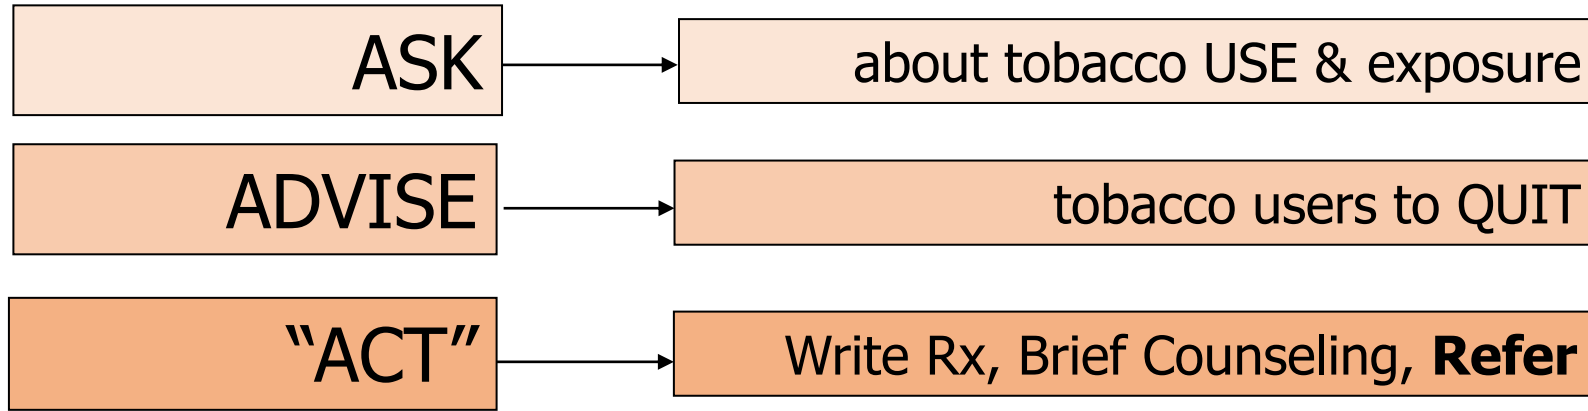 ASK
about tobacco USE & exposure
ADVISE
tobacco users to QUIT
“ACT”
Write Rx, Brief Counseling, Refer